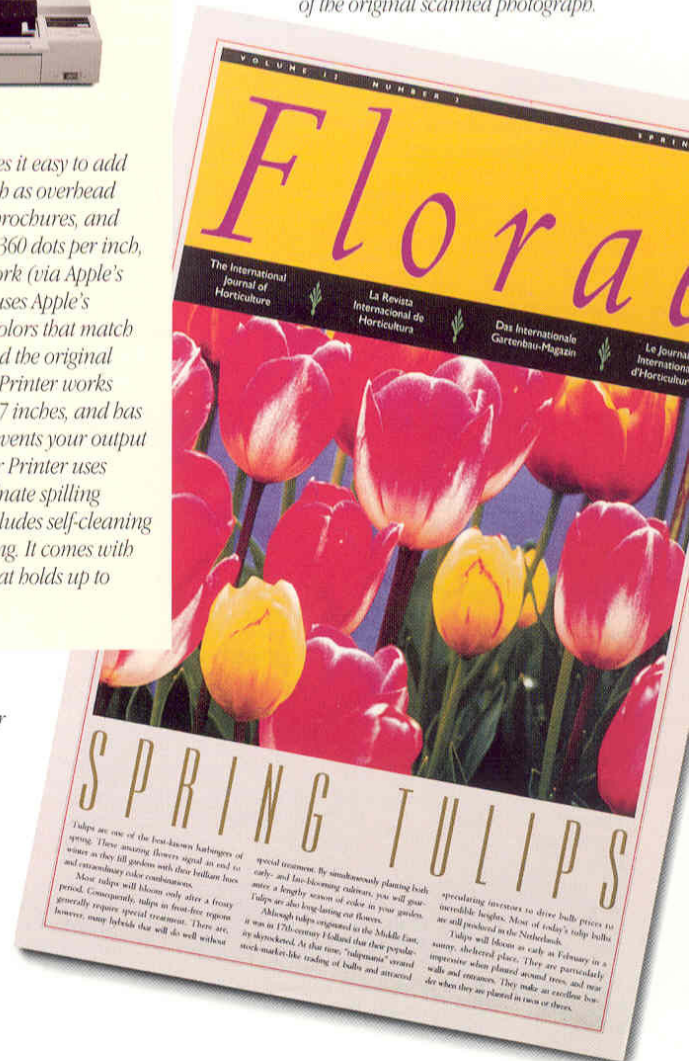 of the original scanned photograph.
es it easy to add
h as overhead
brochures, and
360 dots per inch,
ork (via Apple's
uses Apple's
olors that match
d the original
Printer works
7 inches, and has
vents your output
r Printer uses
nate spilling
ludes self-cleaning
ng. It comes with
at holds up to
r
VOLUME 12 NUMBER
SPRIN
Florae
The International
Journal of
Horticulture
La Revista
Internacional de
Horticultura
Das Internationale
Gartenbau-Magazin
Le Journal
International
d'Horticulture
SPRING TULIPS
Tulips are one of the best-known harbingers of
spring. These amazing flowers signal an end to
winter as they fill gardens with their brilliant hues
and extraordinary color combinations.
Most tulips will bloom only after a frosty
period. Consequently, tulips in frost-free regions
generally require special treatment. There are,
however, many hybrids that will do well without
special treatment. By simultaneously planting both
early- and late-blooming cultivars, you will guar-
antee a lengthy season of color in your garden.
Tulips are also long-lasting cut flowers.
Although tulips originated in the Middle East,
it was in 17th-century Holland that their popular-
ity skyrocketed. At that time, "tulipmania" created
stock-market-like trading of bulbs and attracted
speculating investors to drive bulb prices to
incredible heights. Most of today's tulip bulbs
are still produced in the Netherlands.
Tulips will bloom as early as February in a
sunny, sheltered place. They are particularly
impressive when planted around trees, and near
walls and entrances. They make an excellent bor-
der when they are planted in twos or threes.